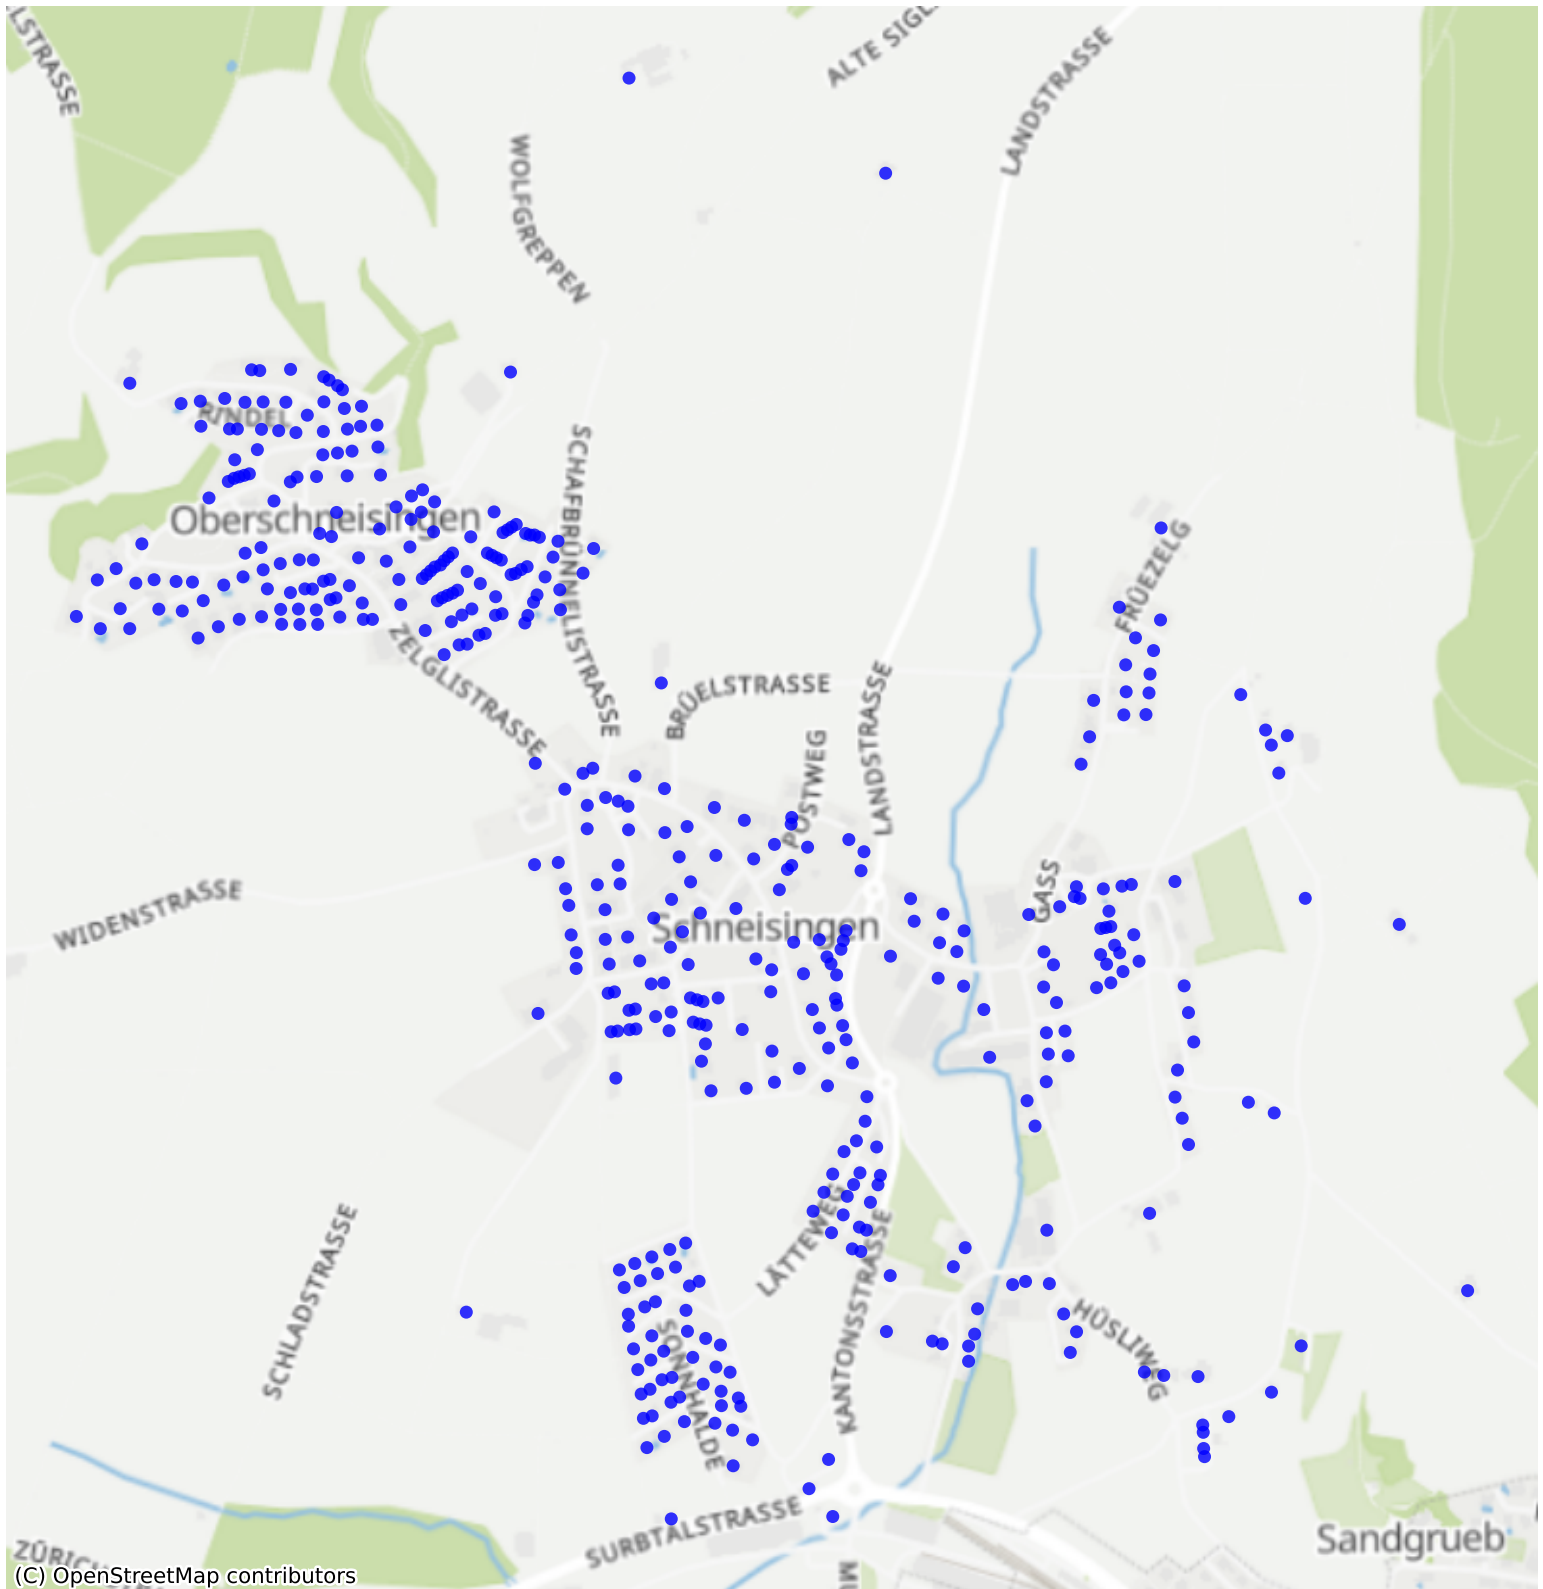 ALTE SIGL
LANDSTRASSE
WOLFGREPPEN
RINDEL
SCHAFBRÜNNELISTRASSE
Oberschneisingen
FRÜEZELG
ZELGLISTRASSE
BRÜELSTRASSE
LANDSTRASSE
POSTWEG
WIDENSTRASSE
GASS
Schneisingen
LÄTTEWEG
SCHLADSTRASSE
KANTONSSTRASSE
HÜSLIWEG
SONNHALDE
SURBTALSTRASSE
Sandgrueb
(C) OpenStreetMap contributors